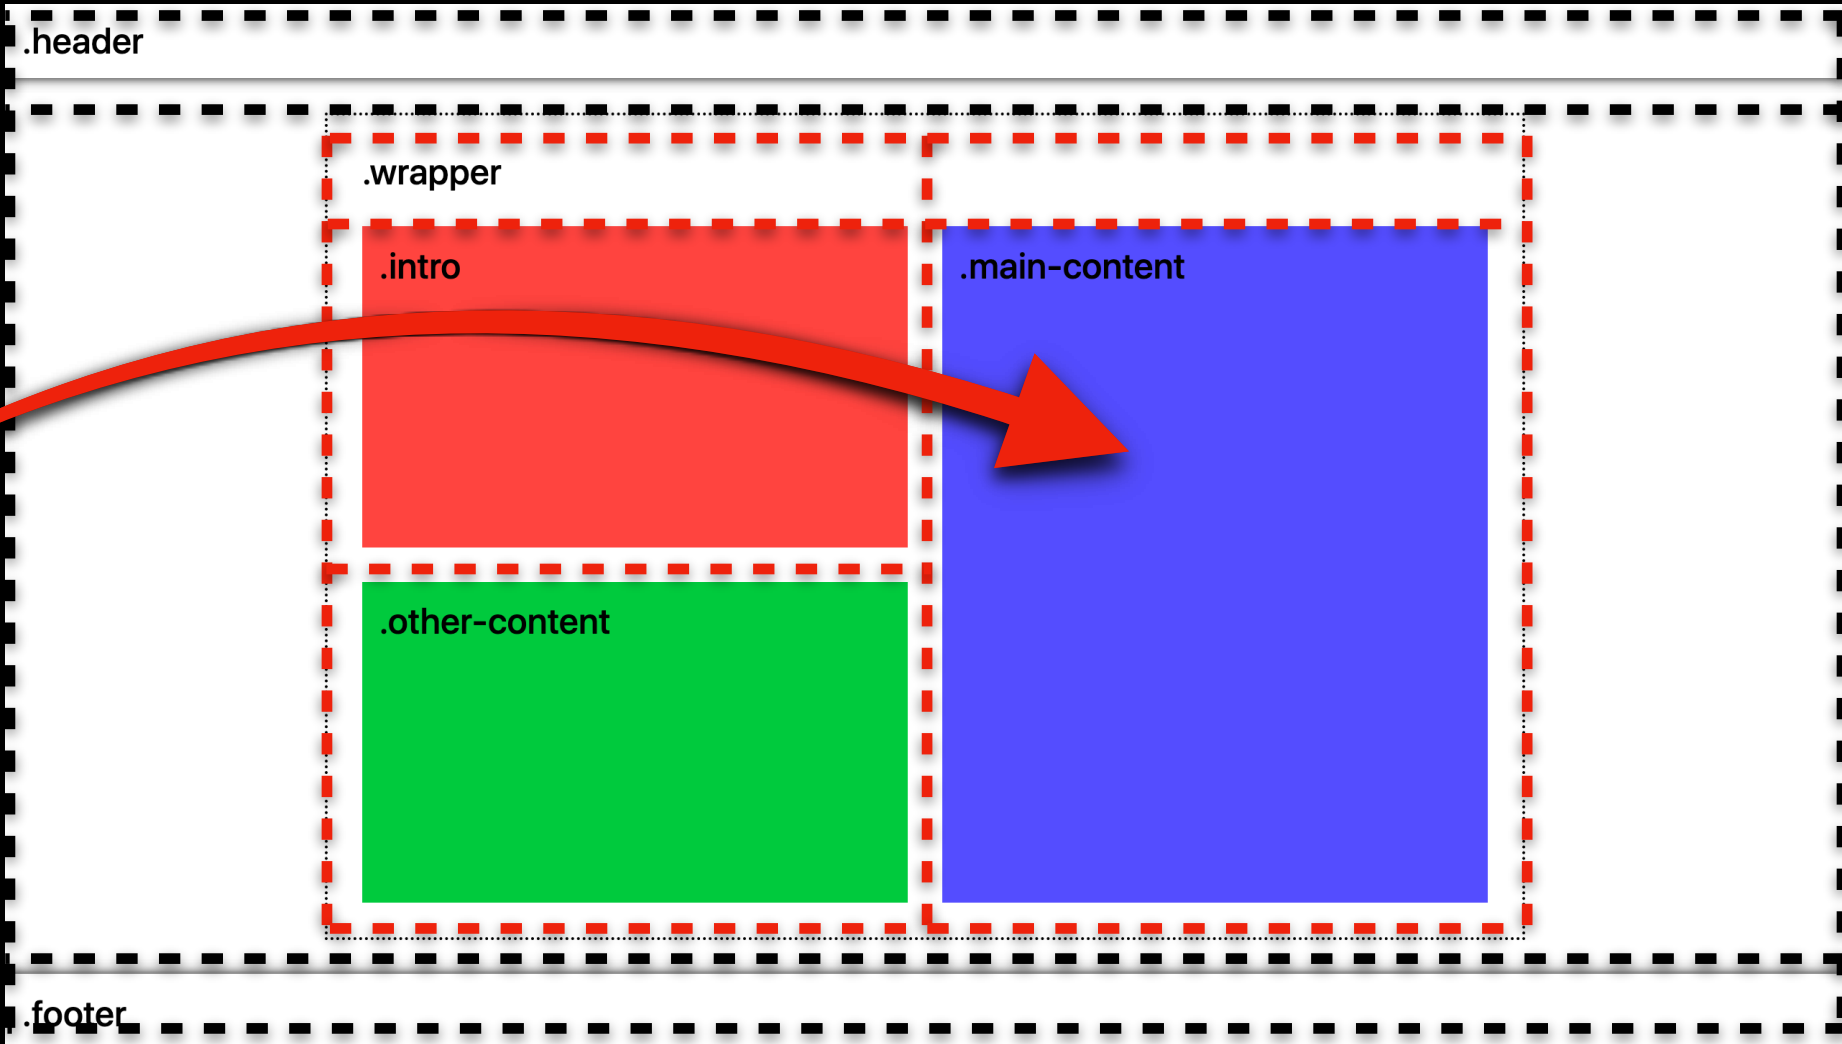 .header
.wrapper
.intro
.main-content
.other-content
.footer